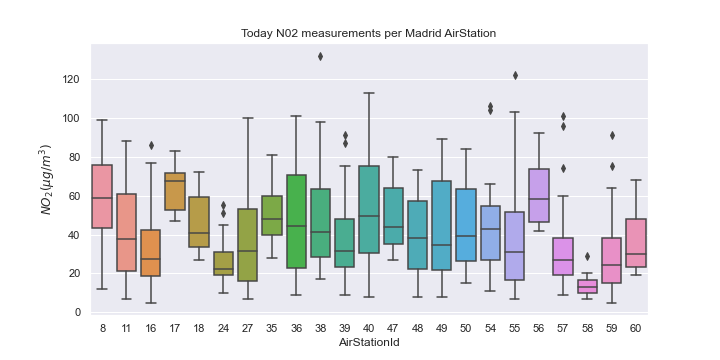 Today N02 measurements per Madrid AirStation
120
100
80
60
40
20
0
NO₂(μg/m³)
8 11 16 17 18 24 27 35 36 38 39 40 47 48 49 50 54 55 56 57 58 59 60
AirStationId